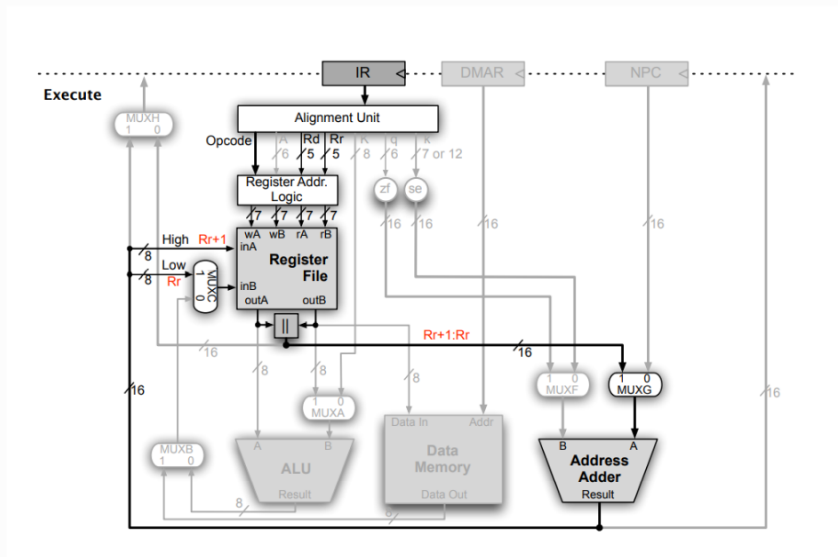 IR
DMAR
NPC
Execute
MUXH
1 0
Alignment Unit
Opcode
A
Rd
Rr
K
q
k
6
5
5
8
6
7 or 12
Register Addr.
Logic
zf
se
7
7
7
7
16
16
16
16
wA wB rA rB
High Rr+1
inA
8
Register
File
Low
8
Rr
MUXC
1 0
inB
outA outB
||
Rr+1:Rr
16
16
16
16
8
8
8
1 0
MUXA
1 0
MUXF
1 0
MUXG
MUXB
1 0
A B
ALU
Result
Data In Addr
Data
Memory
Data Out
B A
Address
Adder
Result
8
8